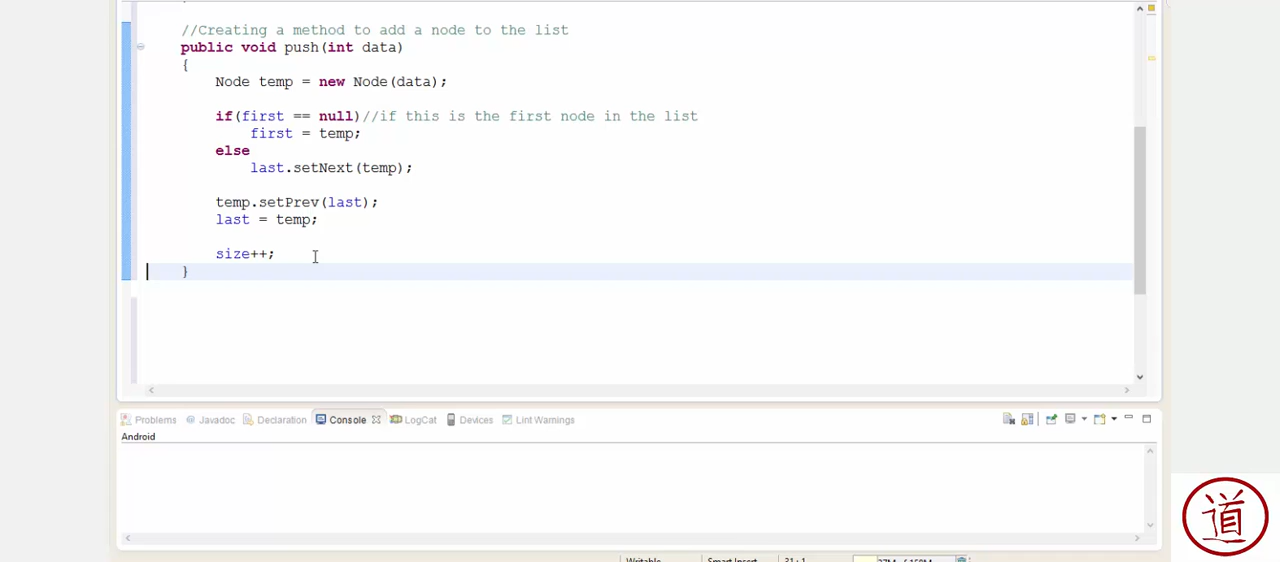 //Creating a method to add a node to the list
public void push(int data)
{
Node temp = new Node(data);
if(first == null)//if this is the first node in the list
first = temp;
else
last.setNext(temp);
temp.setPrev(last);
last = temp;
size++;
}
Problems Javadoc Declaration Console LogCat Devices Lint Warnings
Android
Writable Smart Insert 31:1
道